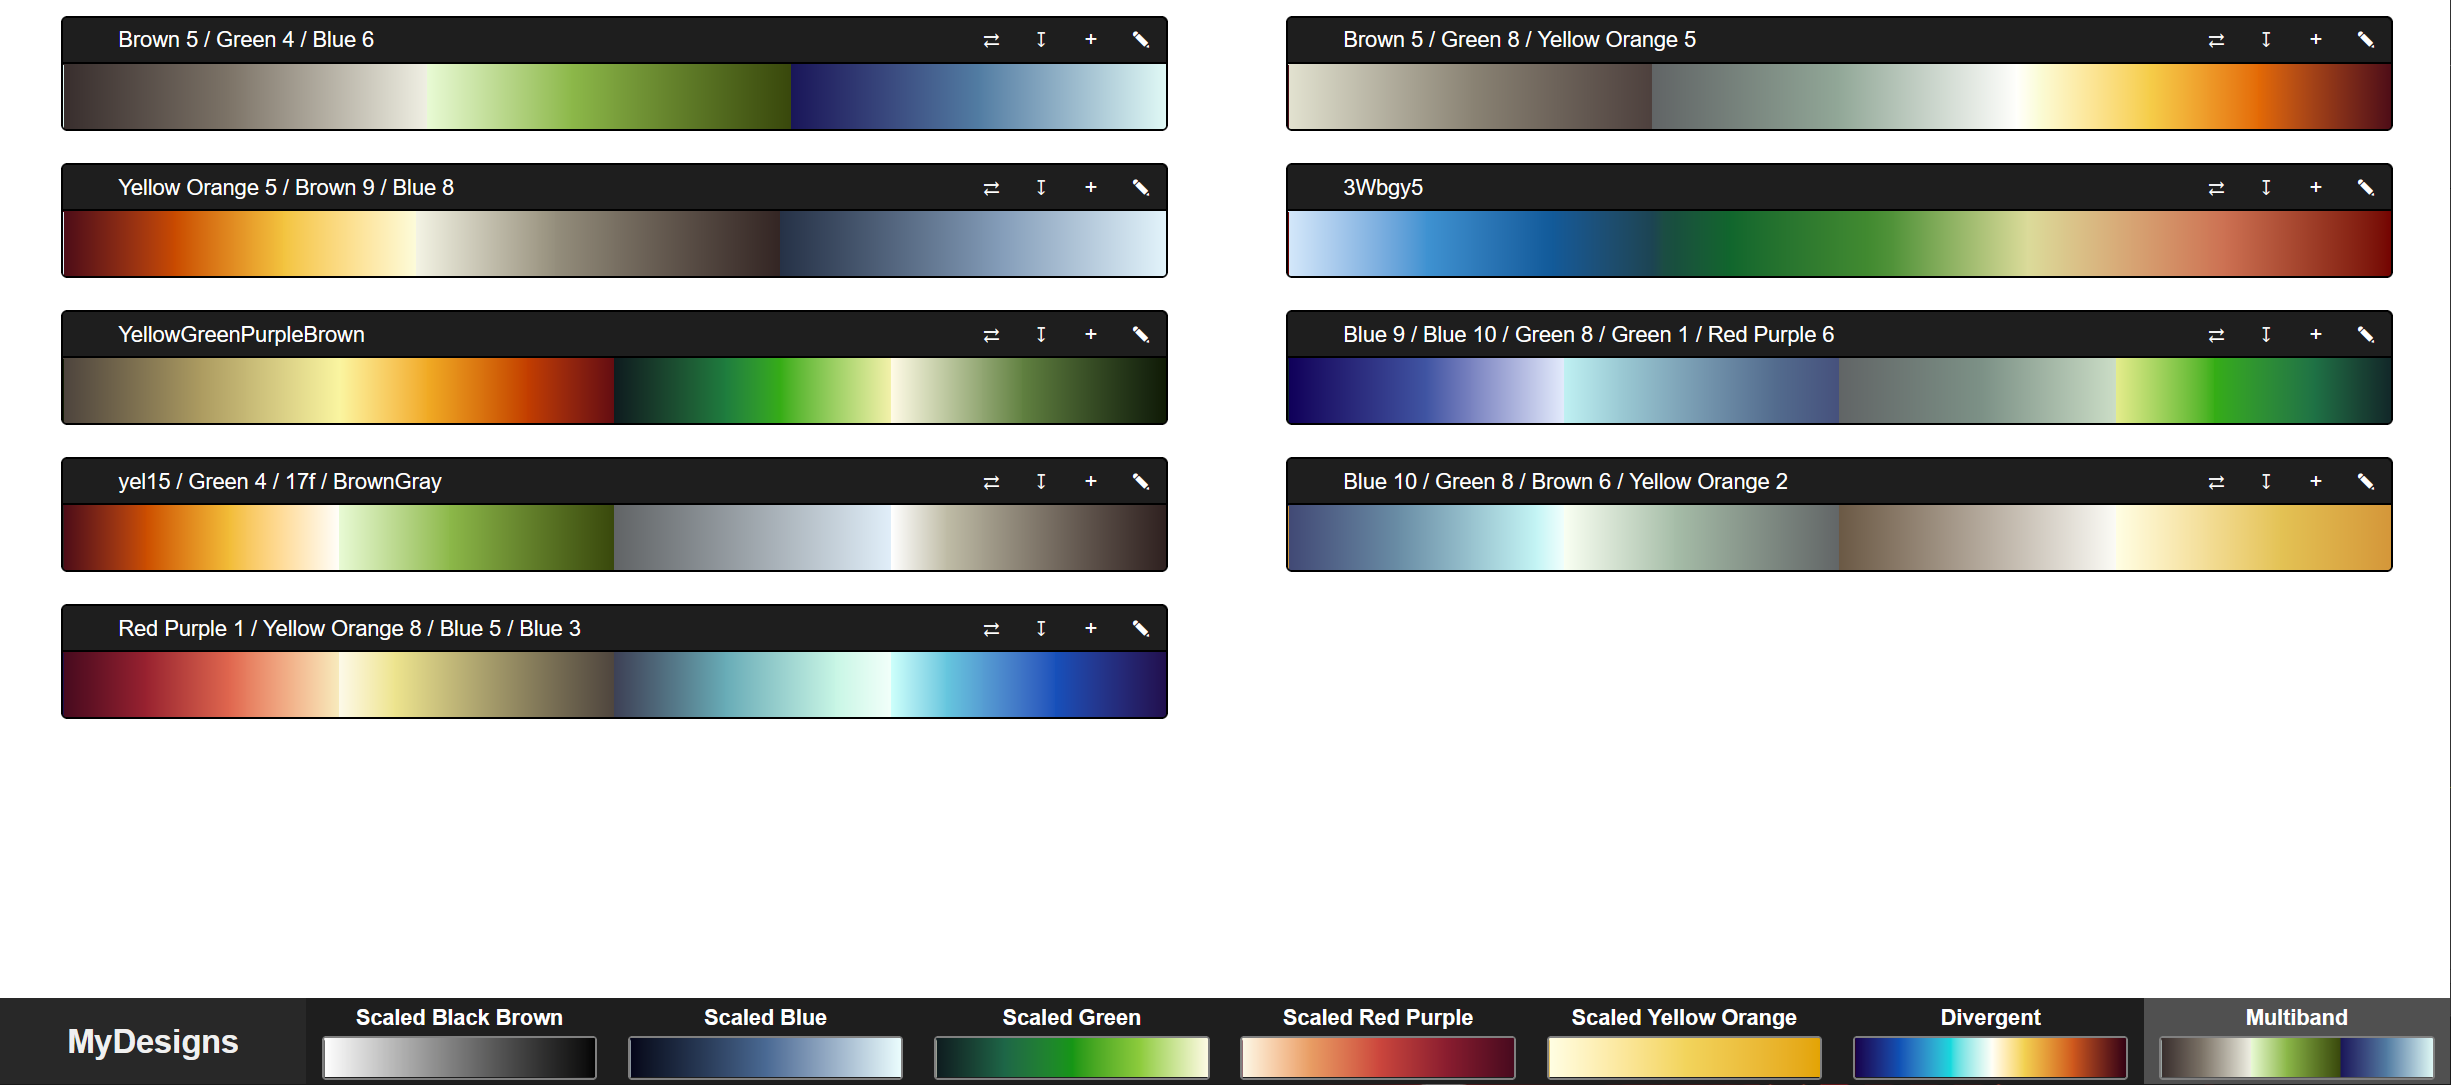 Brown 5 / Green 4 / Blue 6
Brown 5 / Green 8 / Yellow Orange 5
Yellow Orange 5 / Brown 9 / Blue 8
3Wbgy5
YellowGreenPurpleBrown
Blue 9 / Blue 10 / Green 8 / Green 1 / Red Purple 6
yel15 / Green 4 / 17f / BrownGray
Blue 10 / Green 8 / Brown 6 / Yellow Orange 2
Red Purple 1 / Yellow Orange 8 / Blue 5 / Blue 3
MyDesigns
Scaled Black Brown
Scaled Blue
Scaled Green
Scaled Red Purple
Scaled Yellow Orange
Divergent
Multiband